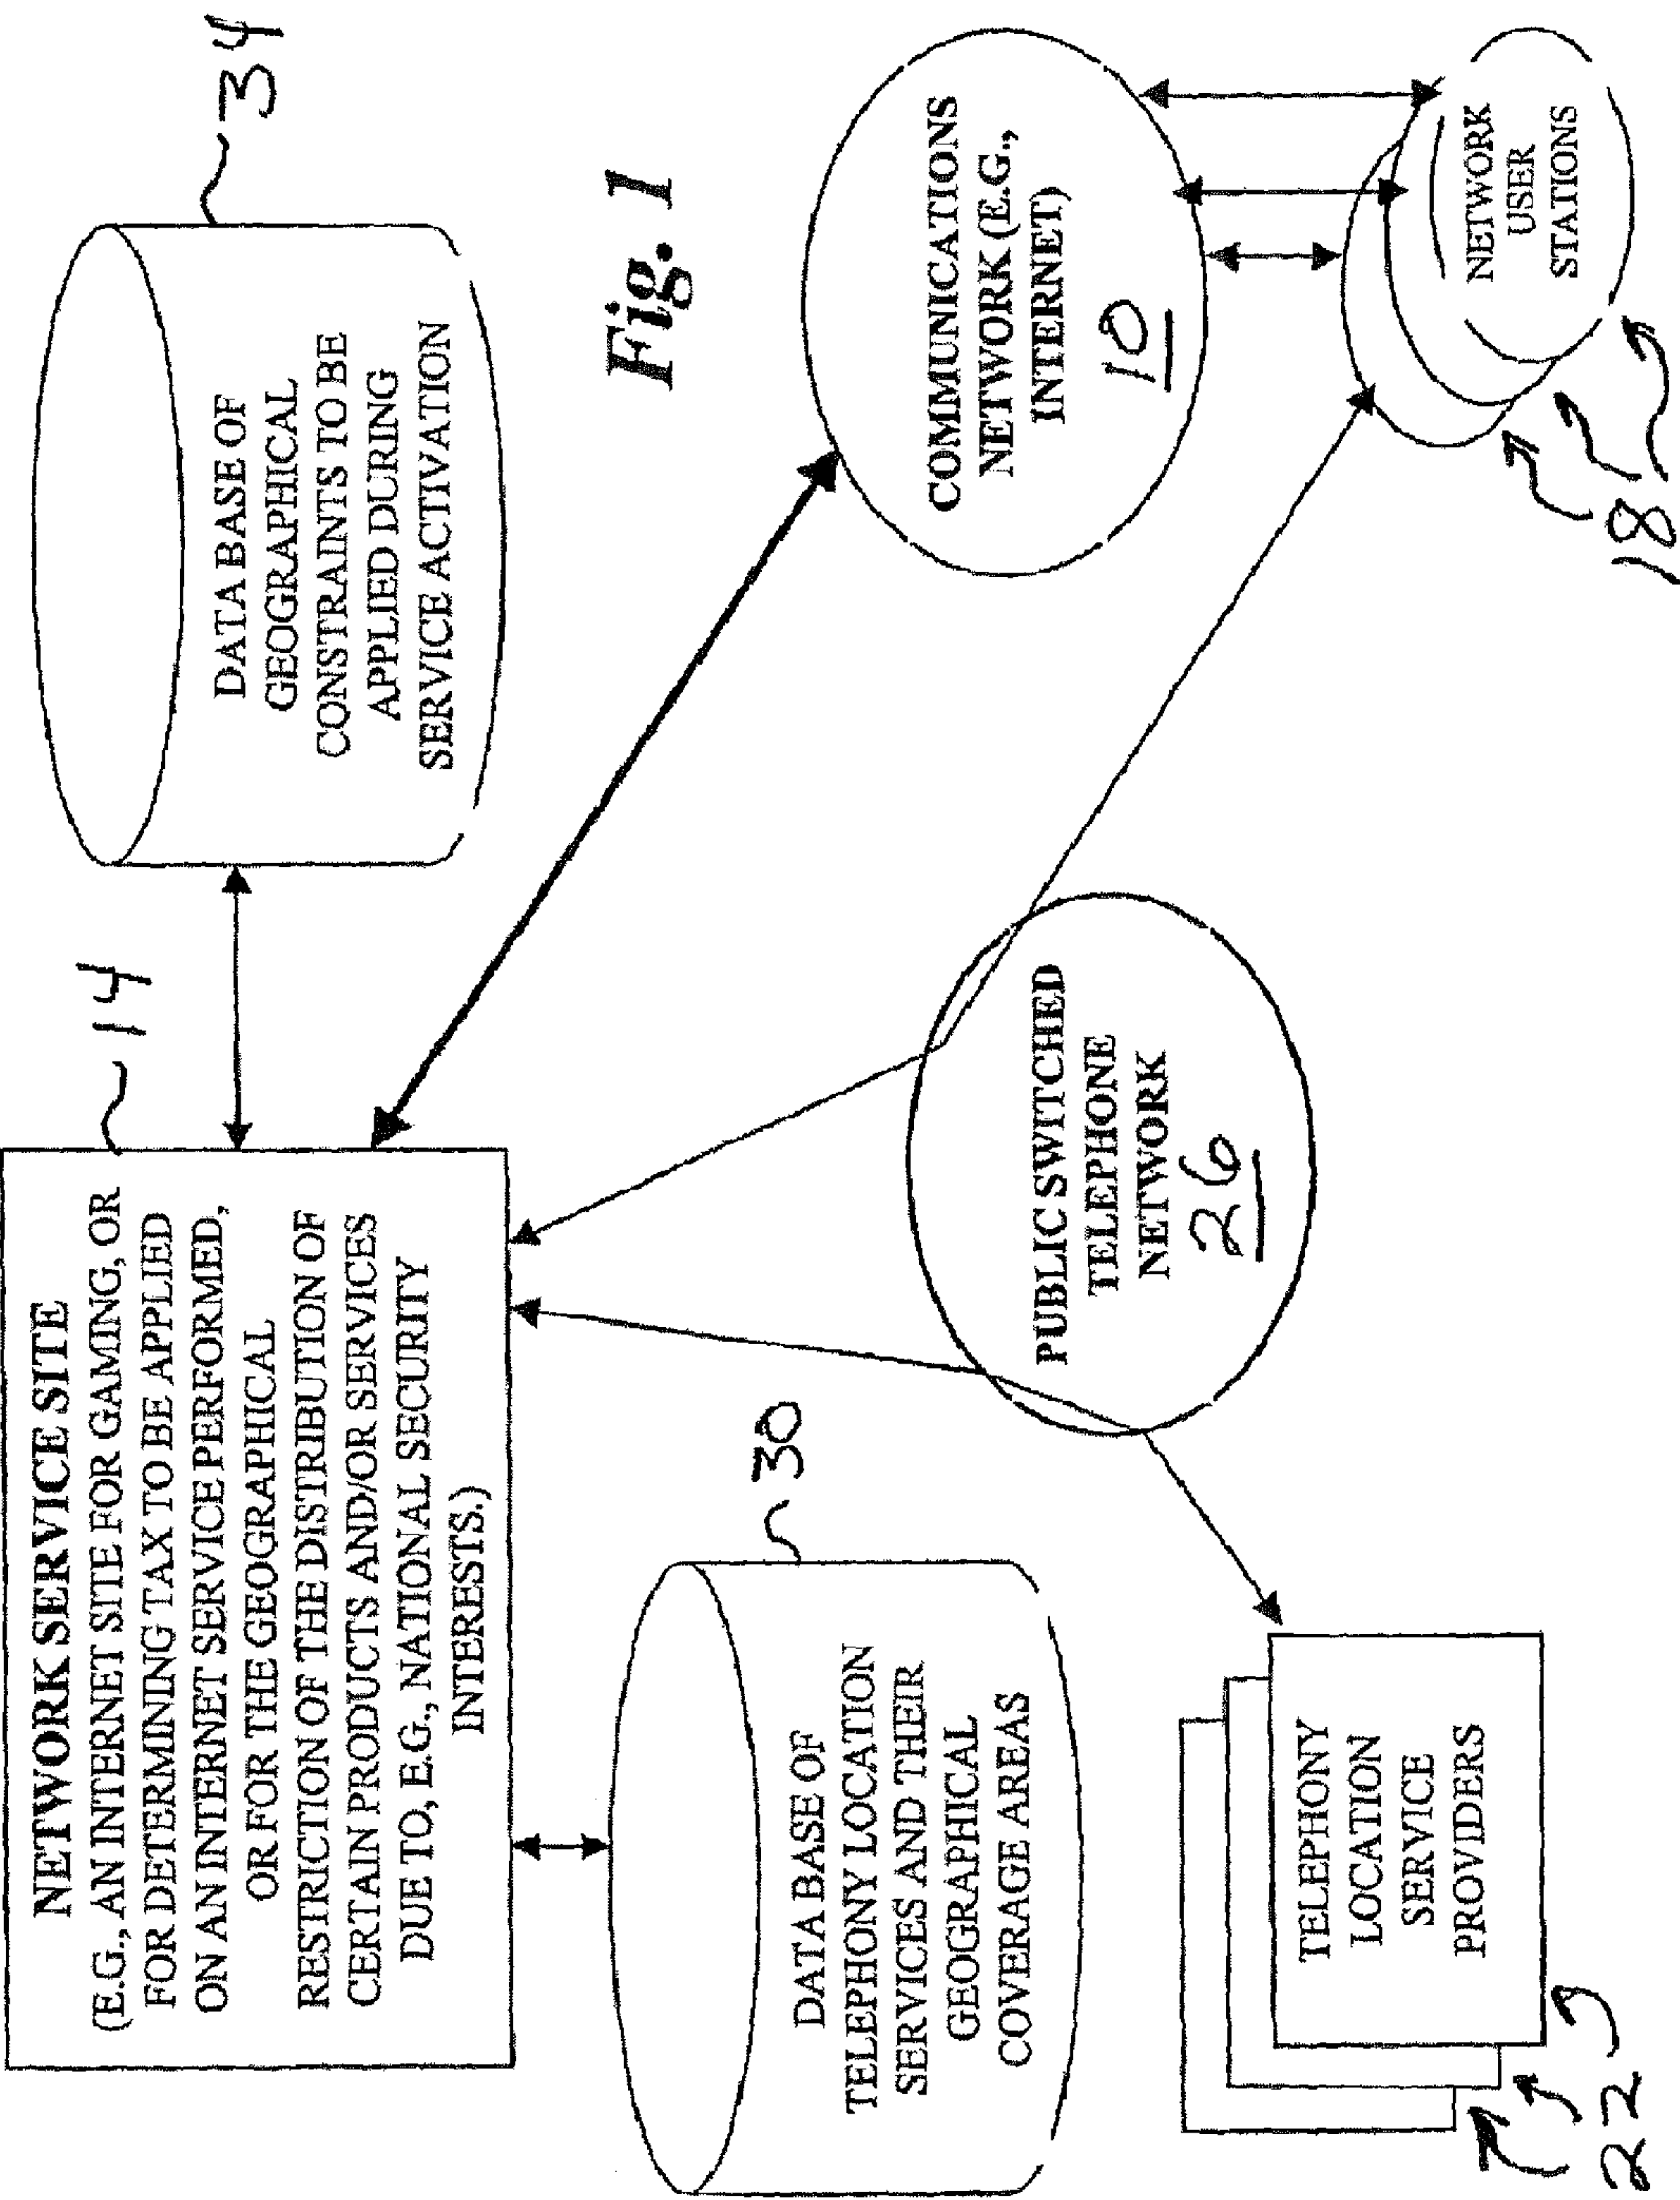 NETWORK SERVICE SITE
(E.G., AN INTERNET SITE FOR GAMING, OR
FOR DETERMINING TAX TO BE APPLIED
ON AN INTERNET SERVICE PERFORMED,
OR FOR THE GEOGRAPHICAL
RESTRICTION OF THE DISTRIBUTION OF
CERTAIN PRODUCTS AND/OR SERVICES
DUE TO, E.G., NATIONAL SECURITY
INTERESTS.)
14
DATA BASE OF
GEOGRAPHICAL
CONSTRAINTS TO BE
APPLIED DURING
SERVICE ACTIVATION
34
Fig. 1
DATA BASE OF
TELEPHONY LOCATION
SERVICES AND THEIR
GEOGRAPHICAL
COVERAGE AREAS
30
PUBLIC SWITCHED
TELEPHONE
NETWORK
26
COMMUNICATIONS
NETWORK (E.G.,
INTERNET)
10
TELEPHONY
LOCATION
SERVICE
PROVIDERS
22
NETWORK
USER
STATIONS
18